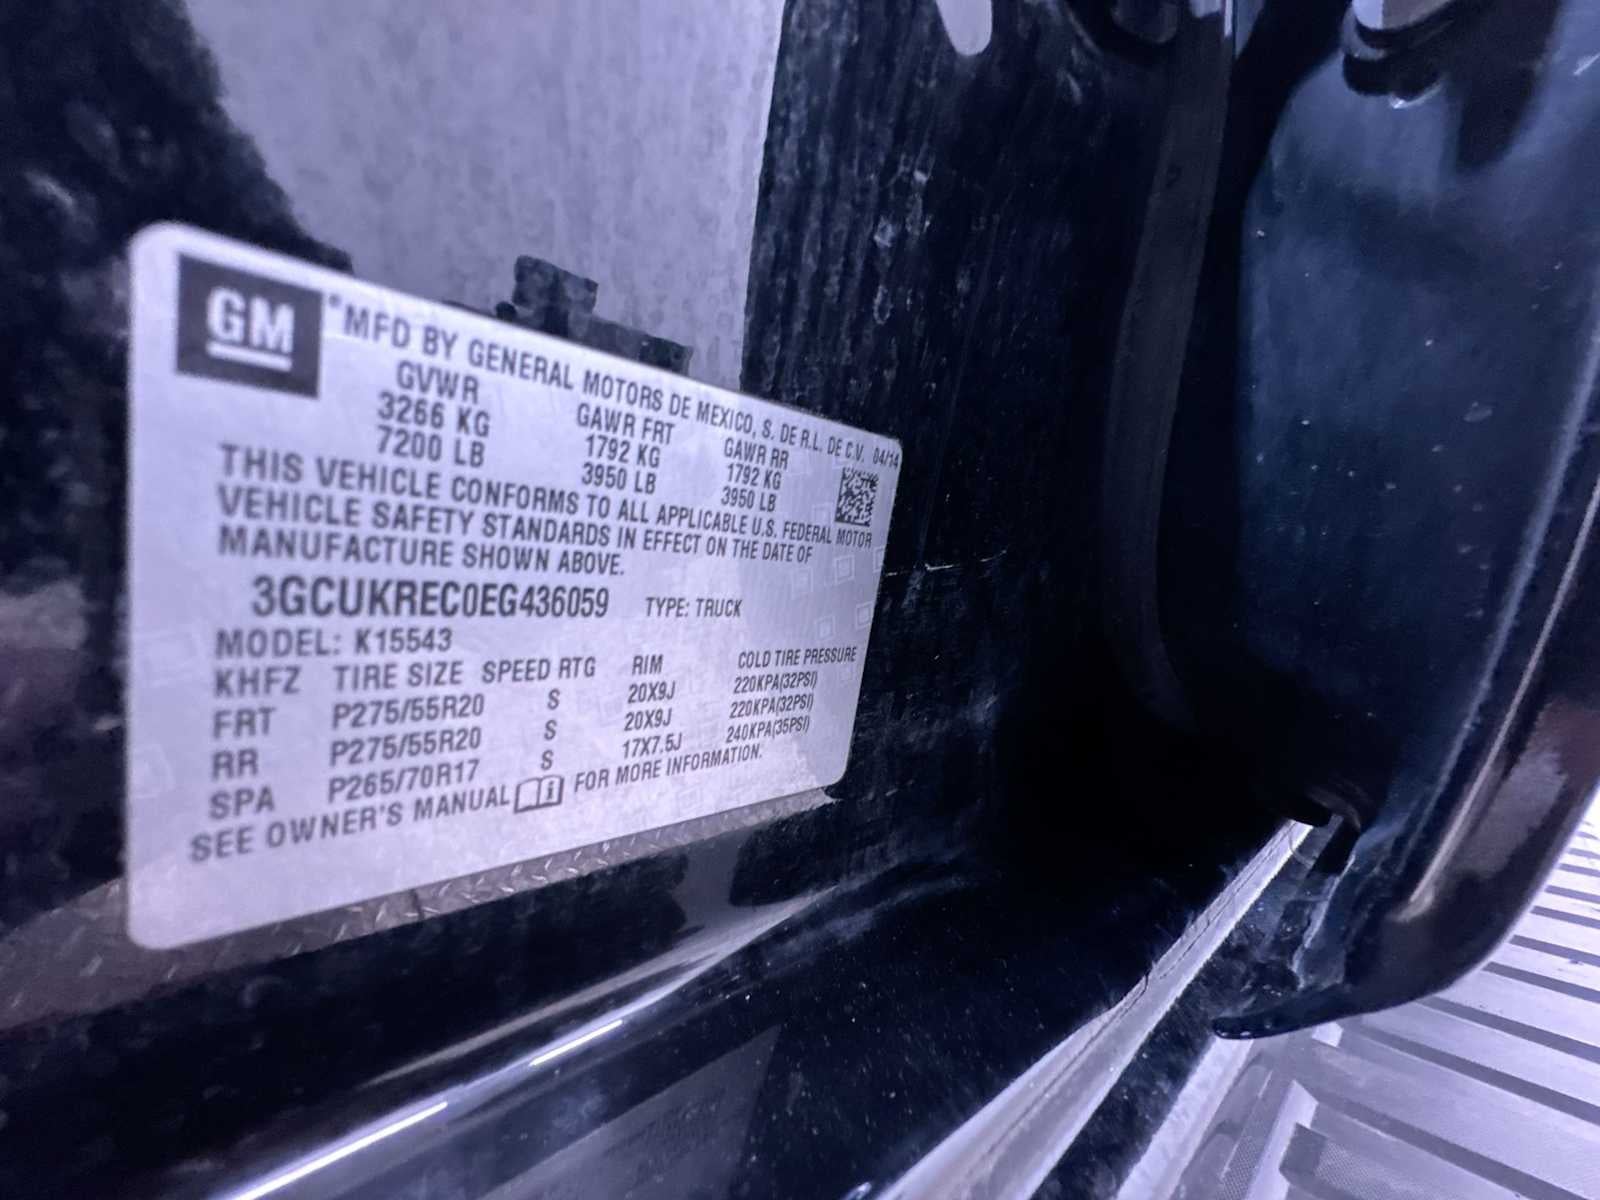 GM
*MFD BY GENERAL MOTORS DE MEXICO, S. DE R.L. DE C.V. 04/14
GVWR GAWR FRT GAWR RR
3266 KG 1792 KG 1792 KG
7200 LB 3950 LB 3950 LB
THIS VEHICLE CONFORMS TO ALL APPLICABLE U.S. FEDERAL MOTOR
VEHICLE SAFETY STANDARDS IN EFFECT ON THE DATE OF
MANUFACTURE SHOWN ABOVE.
3GCUKREC0EG436059 TYPE: TRUCK
MODEL: K15543
KHFZ TIRE SIZE SPEED RTG RIM COLD TIRE PRESSURE
FRT P275/55R20 S 20X9J 220KPA(32PSI)
RR P275/55R20 S 20X9J 220KPA(32PSI)
SPA P265/70R17 S 17X7.5J 240KPA(35PSI)
SEE OWNER'S MANUAL i FOR MORE INFORMATION.